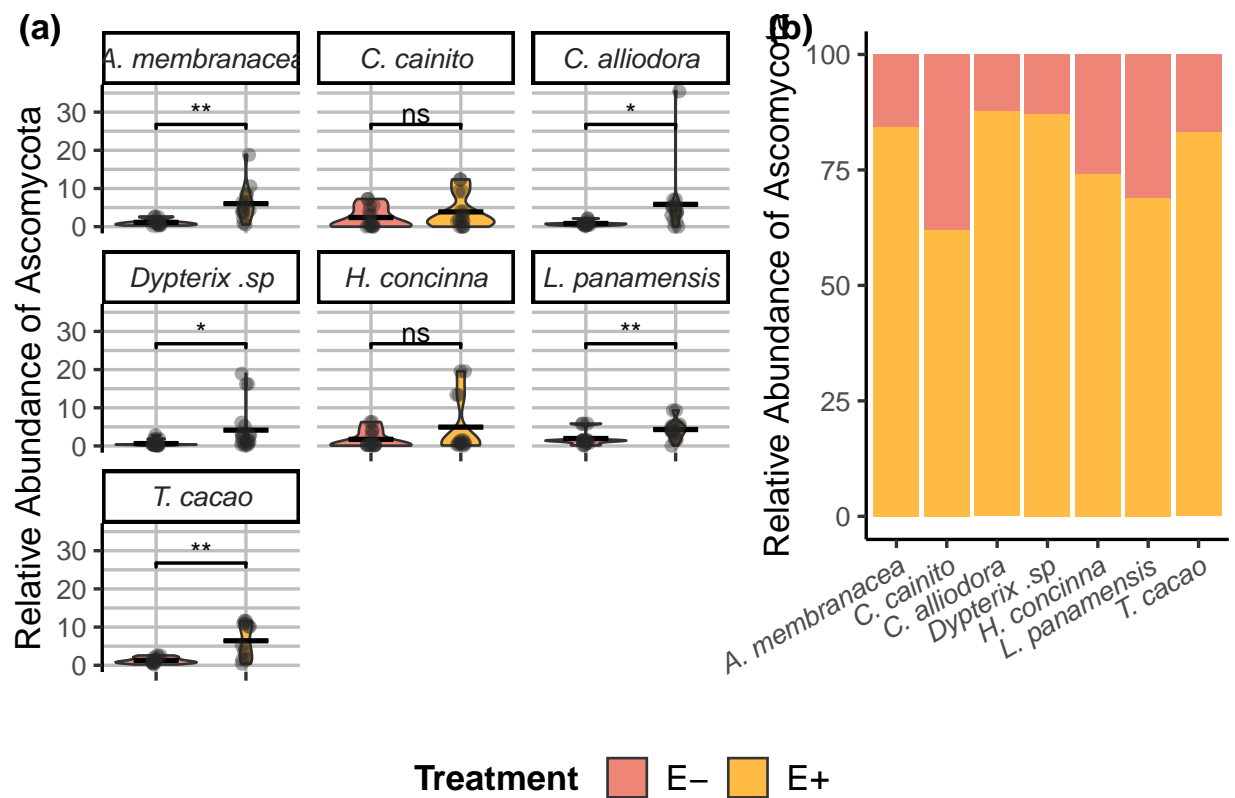 (a)
A. membranacea
C. cainito
C. alliodora
Relative Abundance of Ascomycota
30
20
10
0
**
ns
*
Dypterix .sp
H. concinna
L. panamensis
30
20
10
0
*
ns
**
T. cacao
30
20
10
0
**
(b)
Relative Abundance of Ascomycota
100
75
50
25
0
A. membranacea
C. cainito
C. alliodora
Dypterix .sp
H. concinna
L. panamensis
T. cacao
Treatment E− E+